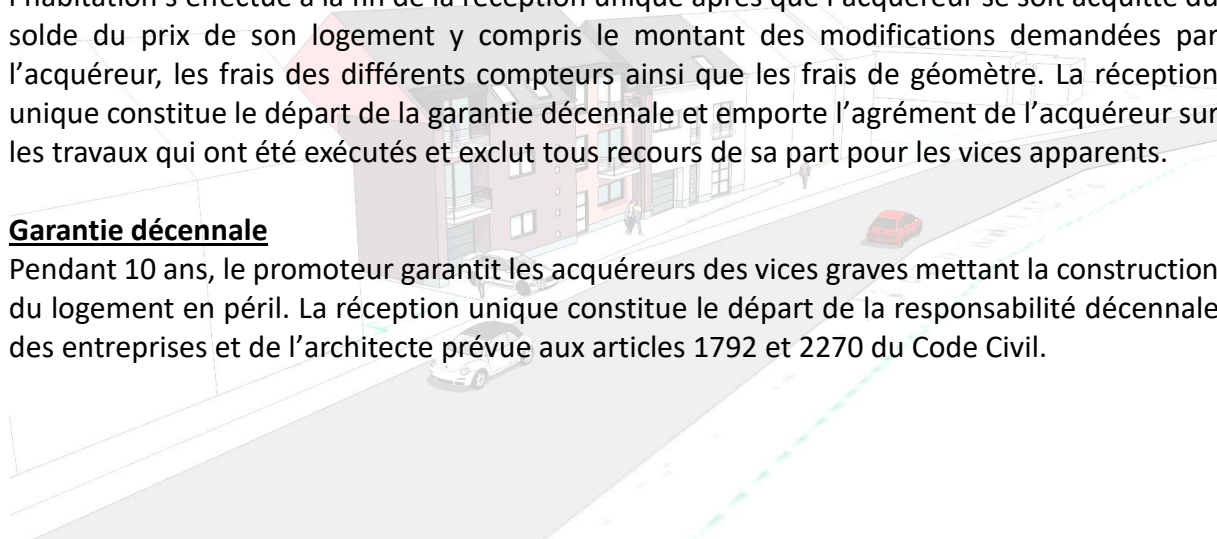 l'habitation s'effectue à la fin de la réception unique après que l'acquéreur se soit acquitté du
solde du prix de son logement y compris le montant des modifications demandées par
l'acquéreur, les frais des différents compteurs ainsi que les frais de géomètre. La réception
unique constitue le départ de la garantie décennale et emporte l'agrément de l'acquéreur sur
les travaux qui ont été exécutés et exclut tous recours de sa part pour les vices apparents.
Garantie décennale
Pendant 10 ans, le promoteur garantit les acquéreurs des vices graves mettant la construction
du logement en péril. La réception unique constitue le départ de la responsabilité décennale
des entreprises et de l'architecte prévue aux articles 1792 et 2270 du Code Civil.